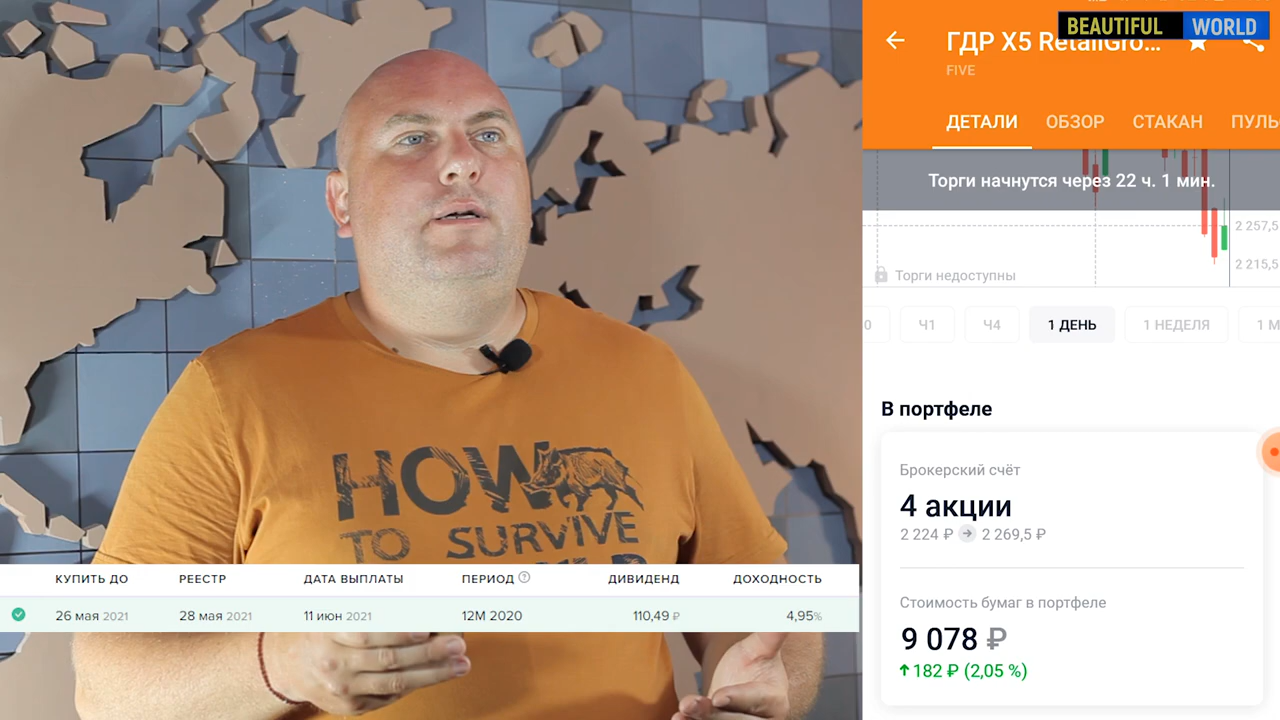 BEAUTIFUL WORLD
ГДР X5 RetailGro...
FIVE
ДЕТАЛИ ОБЗОР СТАКАН ПУЛЬ
Торги начнутся через 22 ч. 1 мин.
2 257,5
2 215,5
Торги недоступны
Ч1 Ч4 1 ДЕНЬ 1 НЕДЕЛЯ 1 М
В портфеле
Брокерский счёт
4 акции
2 224 ₽ → 2 269,5 ₽
Стоимость бумаг в портфеле
9 078 ₽
182 ₽ (2,05 %)
HOW
TO SURVIVE
КУПИТЬ ДО РЕЕСТР ДАТА ВЫПЛАТЫ ПЕРИОД ? ДИВИДЕНД ДОХОДНОСТЬ
26 мая 2021 28 мая 2021 11 июн 2021 12М 2020 110,49 ₽ 4,95%